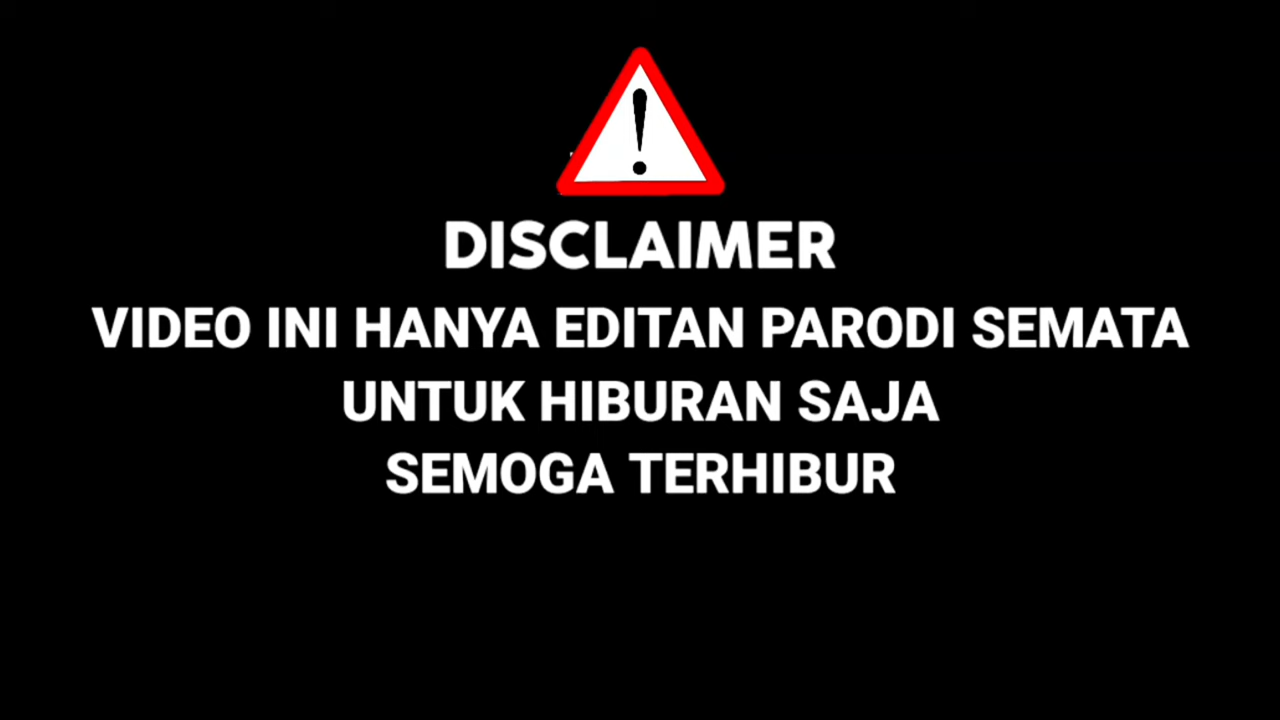 DISCLAIMER
VIDEO INI HANYA EDITAN PARODI SEMATA
UNTUK HIBURAN SAJA
SEMOGA TERHIBUR